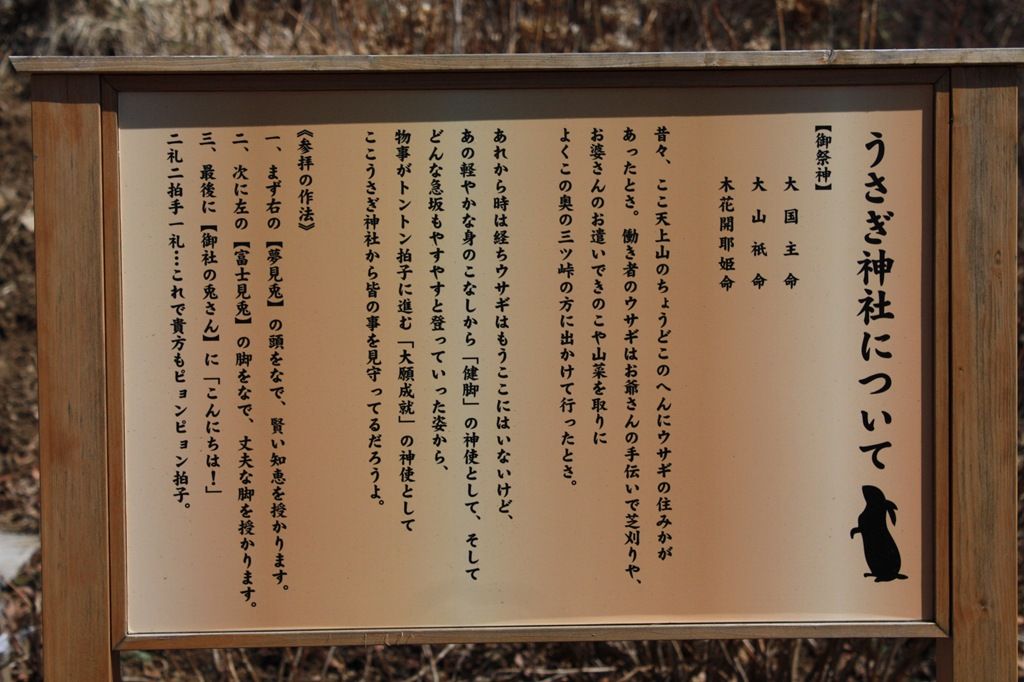 うさぎ神社について
【御祭神】
大国主命
大山祇命
木花開耶姫命
昔々、ここ天上山のちょうどこのへんにウサギの住みかが
あったとさ。働き者のウサギはお爺さんの手伝いで芝刈りや、
お婆さんのお遣いできのこや山菜を取りに
よくこの奥の三ツ峠の方に出かけて行ったとさ。
あれから時は経ちウサギはもうここにはいないけど、
あの軽やかな身のこなしから「健脚」の神使として、そして
どんな急坂もやすやすと登っていった姿から、
物事がトントン拍子に進む「大願成就」の神使として
ここうさぎ神社から皆の事を見守ってるだろうよ。
《参拝の作法》
一、まず右の【夢見兎】の頭をなで、賢い知恵を授かります。
二、次に左の【富士見兎】の脚をなで、丈夫な脚を授かります。
三、最後に【御社の兎さん】に「こんにちは！」
二礼二拍手一礼…これで貴方もピョンピョン拍子。